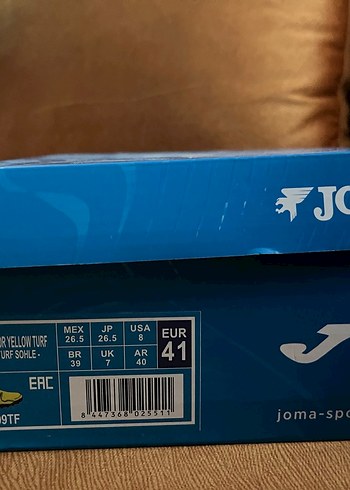 JO
OR YELLOW TURF
TURF SOHLE -
MEX 26.5 JP 26.5 USA 8
BR 39 UK 7 AR 40
EUR 41
EAC
8 447368 025511
09TF
joma-spo